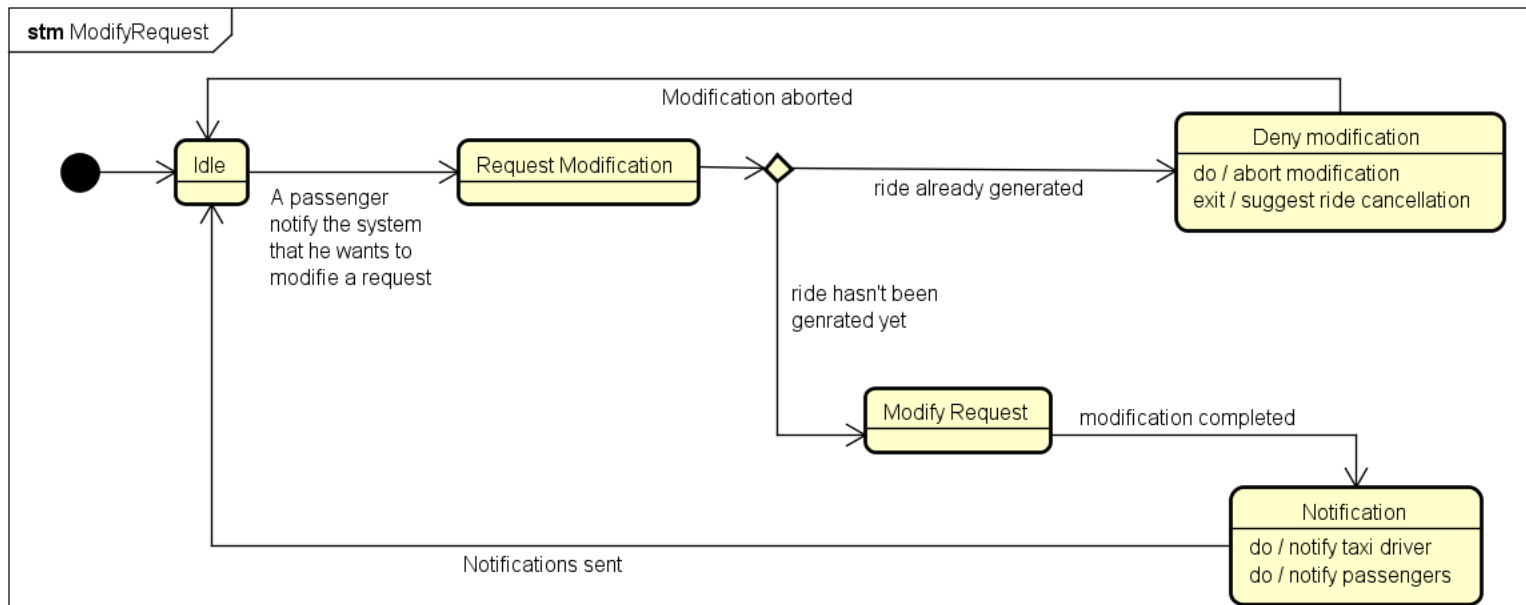 stm ModifyRequest
Modification aborted
Idle
Request Modification
Deny modification
do / abort modification
exit / suggest ride cancellation
ride already generated
A passenger
notify the system
that he wants to
modifie a request
ride hasn't been
genrated yet
Modify Request
modification completed
Notification
do / notify taxi driver
do / notify passengers
Notifications sent